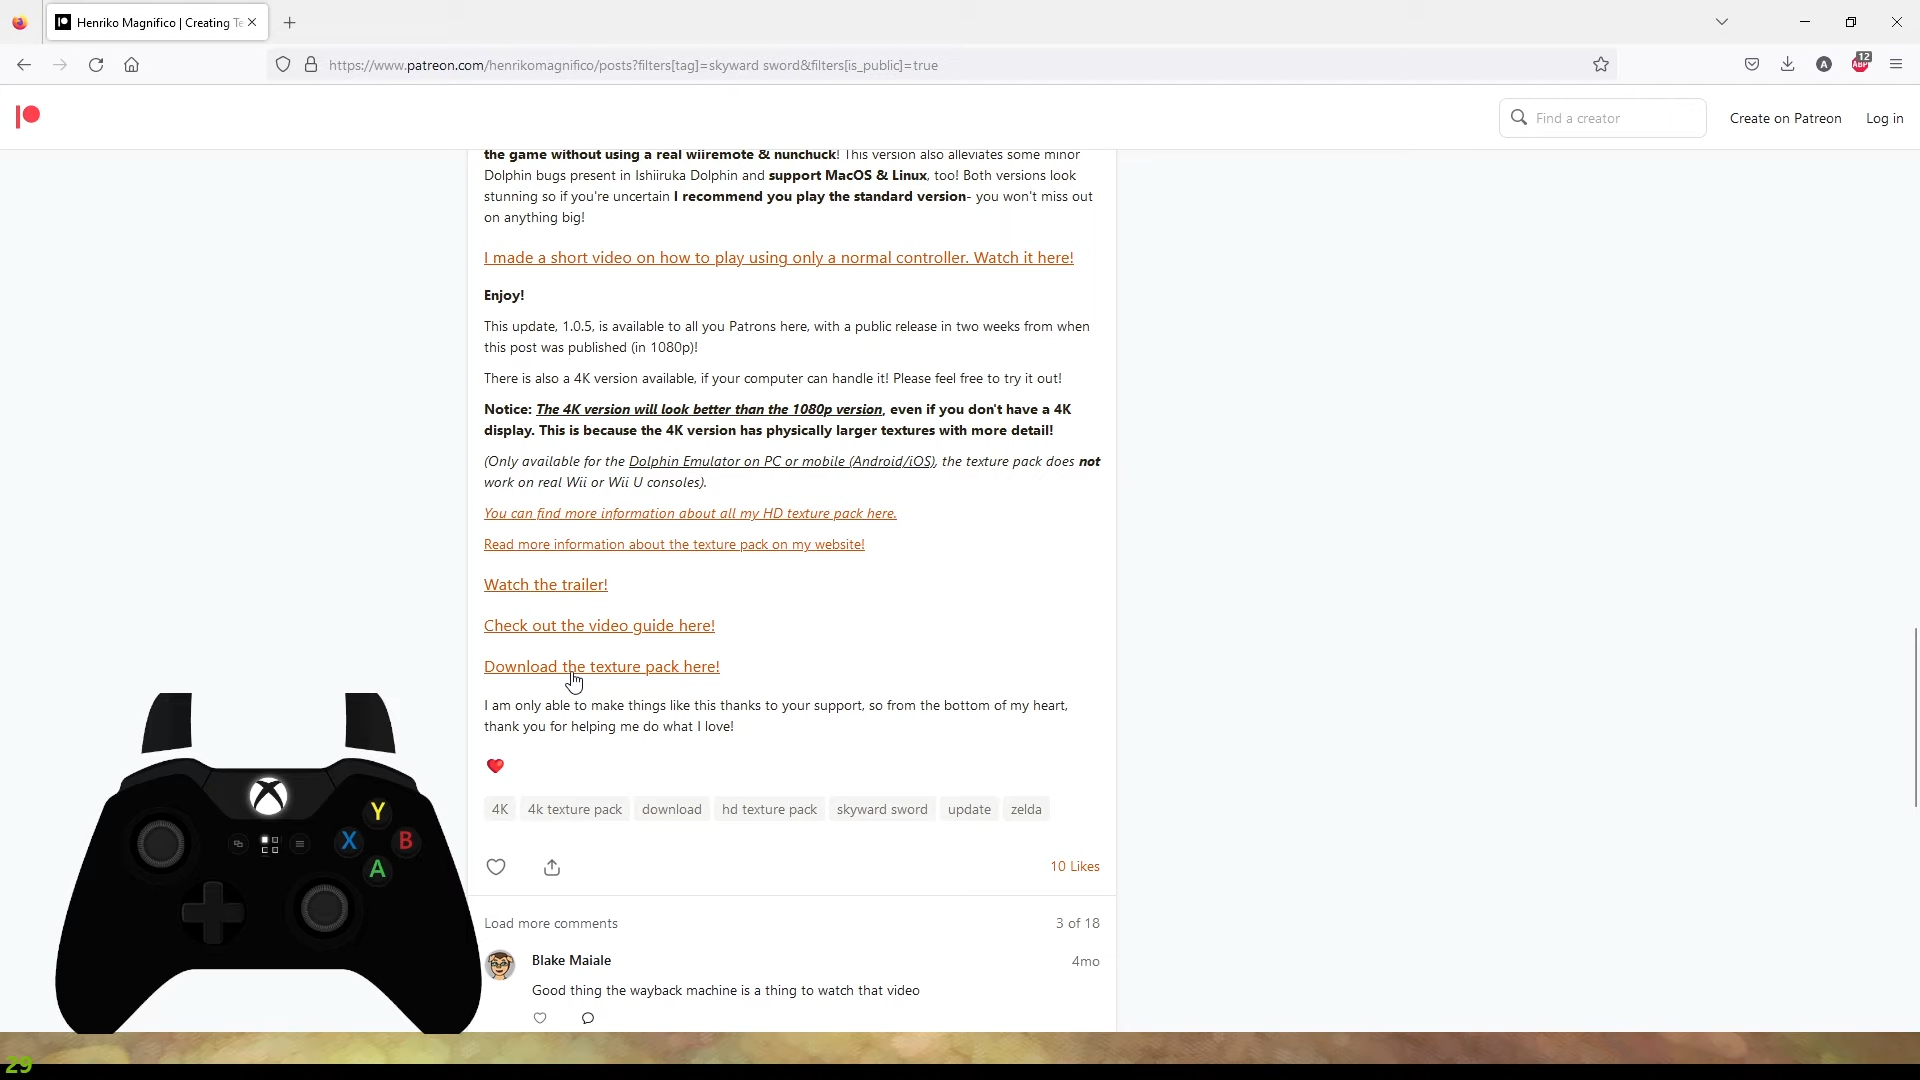 Henriko Magnifico | Creating Te
https://www.patreon.com/henrikomagnifico/posts?filters[tag]=skyward sword&filters[is_public]=true
A
12
ABP
Find a creator
Create on Patreon
Log in
the game without using a real wiiremote & nunchuck! This version also alleviates some minor
Dolphin bugs present in Ishiiruka Dolphin and support MacOS & Linux, too! Both versions look
stunning so if you're uncertain I recommend you play the standard version- you won't miss out
on anything big!
I made a short video on how to play using only a normal controller. Watch it here!
Enjoy!
This update, 1.0.5, is available to all you Patrons here, with a public release in two weeks from when
this post was published (in 1080p)!
There is also a 4K version available, if your computer can handle it! Please feel free to try it out!
Notice: The 4K version will look better than the 1080p version, even if you don't have a 4K
display. This is because the 4K version has physically larger textures with more detail!
(Only available for the Dolphin Emulator on PC or mobile (Android/iOS), the texture pack does not
work on real Wii or Wii U consoles).
You can find more information about all my HD texture pack here.
Read more information about the texture pack on my website!
Watch the trailer!
Check out the video guide here!
Download the texture pack here!
I am only able to make things like this thanks to your support, so from the bottom of my heart,
thank you for helping me do what I love!
4K
4k texture pack
download
hd texture pack
skyward sword
update
zelda
10 Likes
Load more comments
3 of 18
Blake Maiale
4mo
Good thing the wayback machine is a thing to watch that video
Y
X
B
A
29